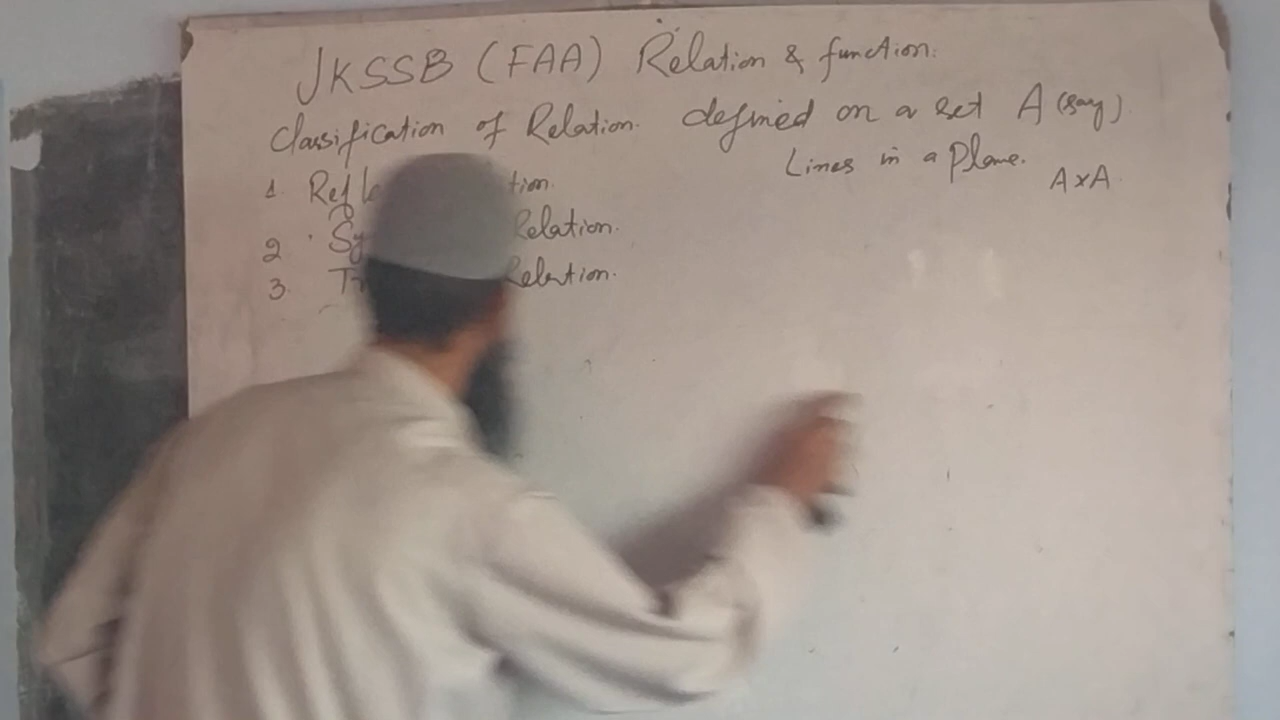 JKSSB (FAA) Relation & function.
Classification of Relation. defined on a set A (say).
Lines in a Plane.
A×A.
1. Refle tion.
2. Sy Relation.
3. Tr Relation.